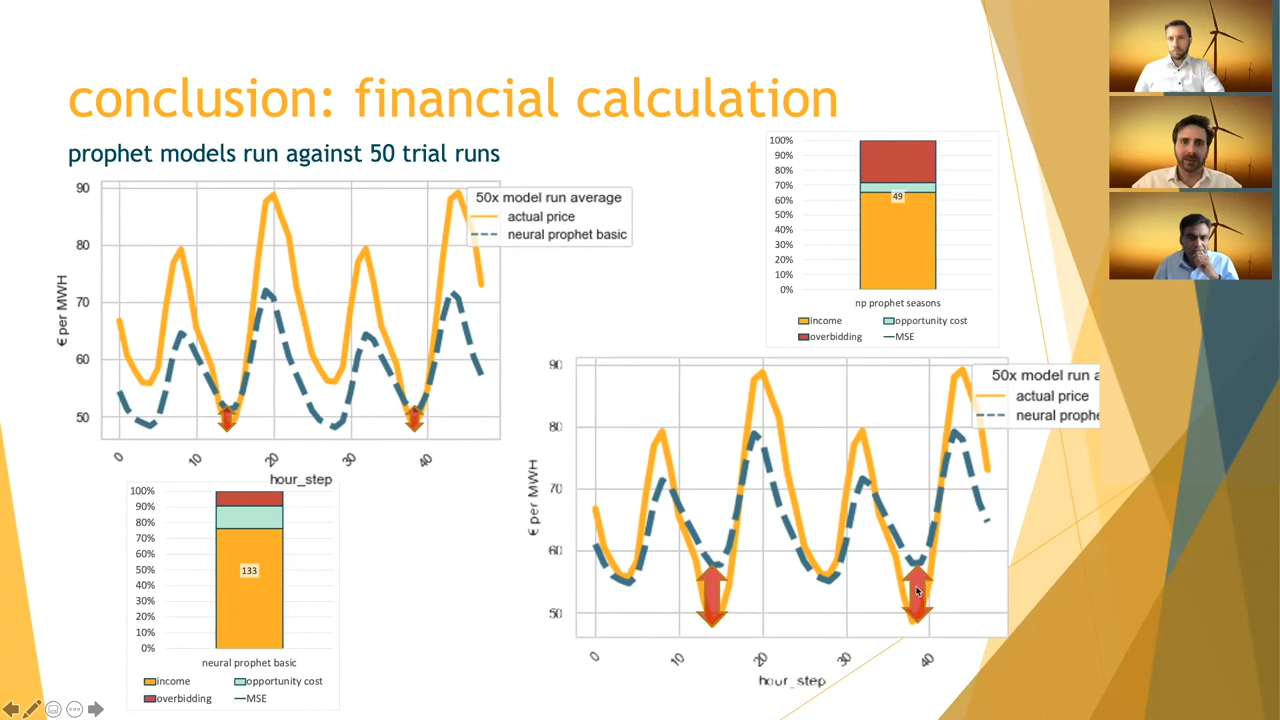 conclusion: financial calculation
prophet models run against 50 trial runs
90
80
70
60
50
€ per MWH
0
10
20
30
40
hour_step
50x model run average
actual price
neural prophet basic
100%
90%
80%
70%
60%
50%
40%
30%
20%
10%
0%
49
np prophet seasons
income
opportunity cost
overbidding
MSE
100%
90%
80%
70%
60%
50%
40%
30%
20%
10%
0%
133
neural prophet basic
income
opportunity cost
overbidding
MSE
90
80
70
60
50
€ per MWH
0
10
20
30
40
hour_step
50x model run a
actual price
neural prophe